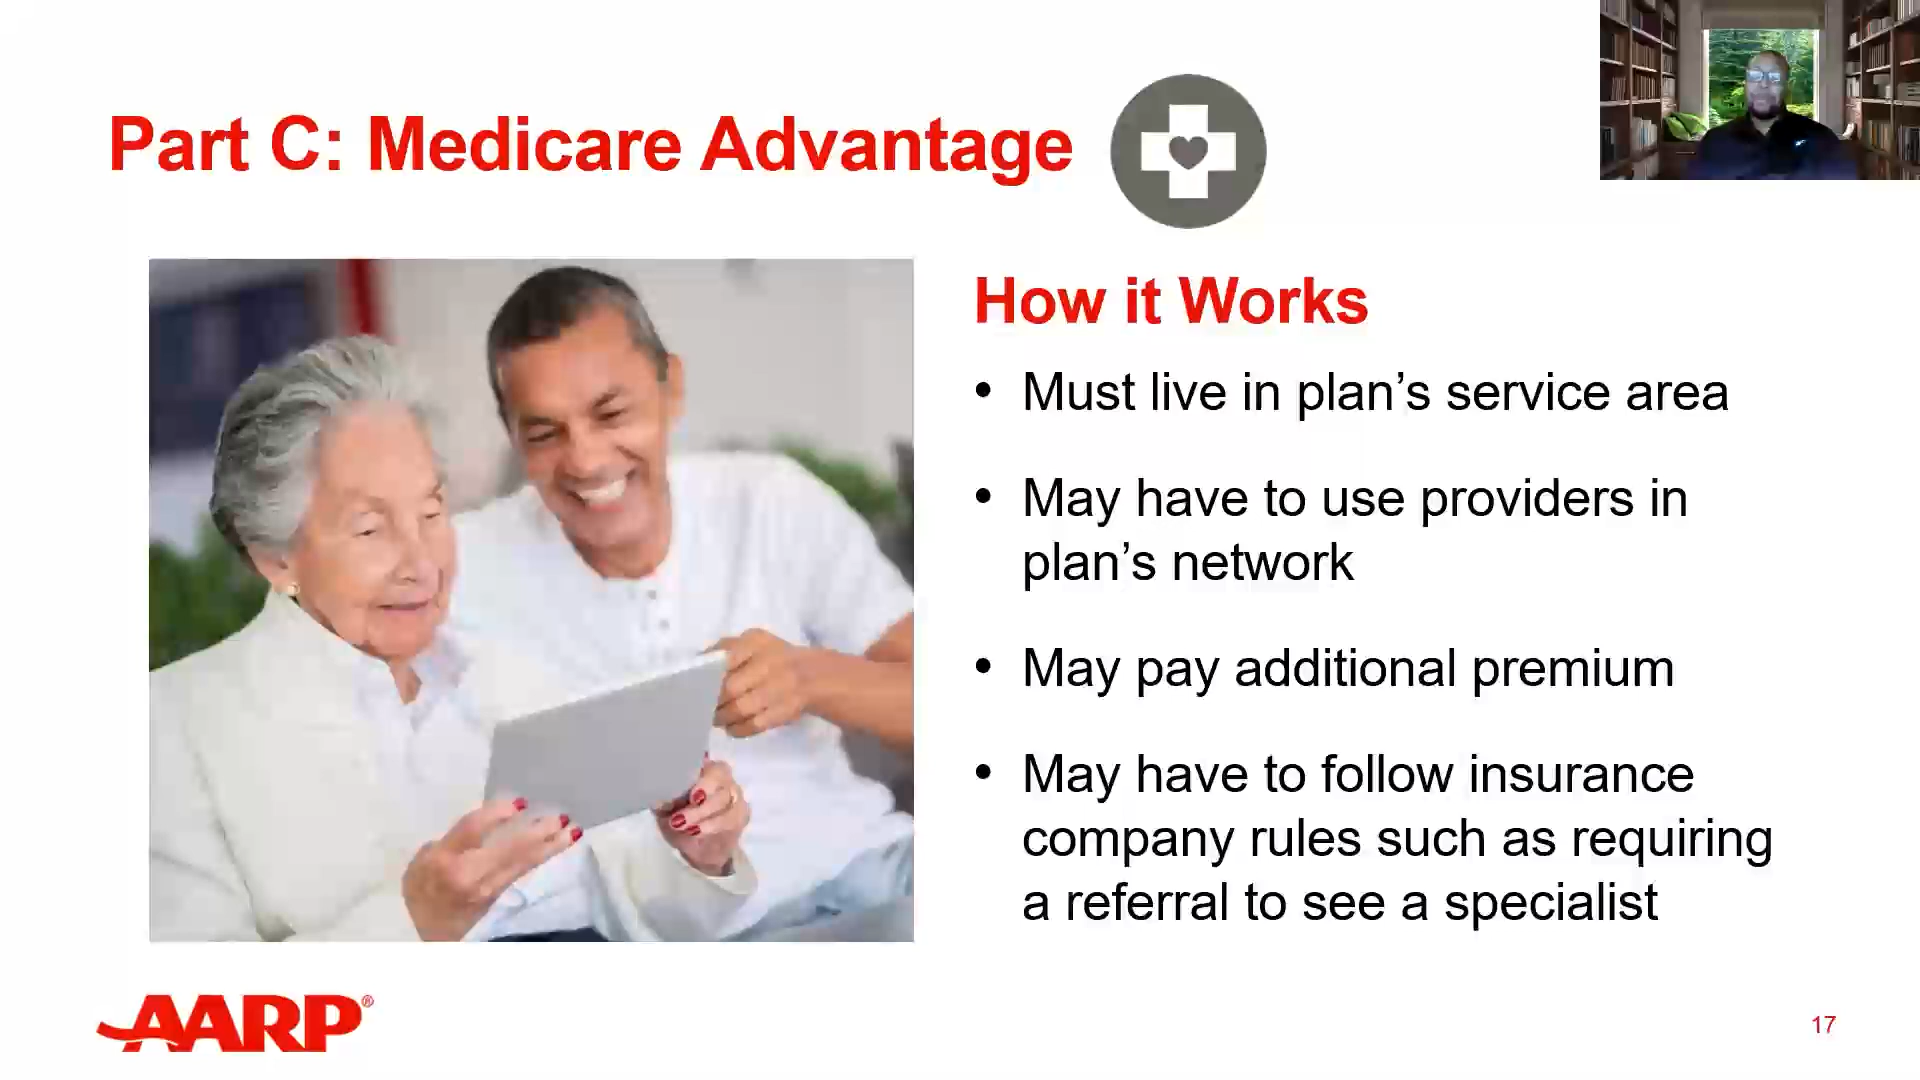 Part C: Medicare Advantage
How it Works
• Must live in plan’s service area
• May have to use providers in
plan’s network
• May pay additional premium
• May have to follow insurance
company rules such as requiring
a referral to see a specialist
AARP®
17